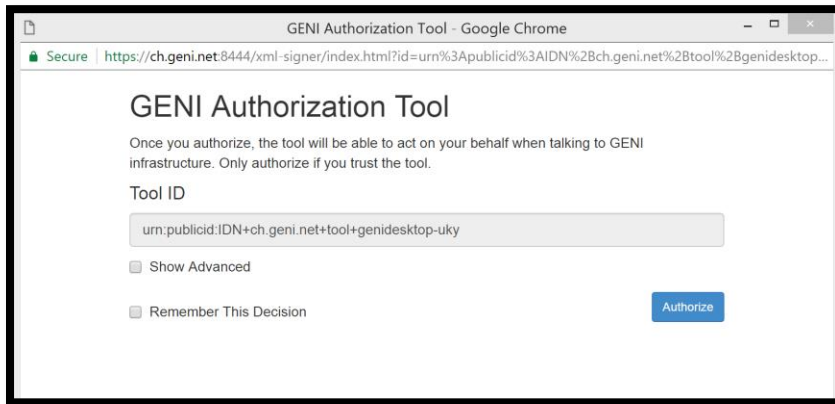 GENI Authorization Tool - Google Chrome
Secure https://ch.geni.net:8444/xml-signer/index.html?id=urn%3Apublicid%3AIDN%2Bch.geni.net%2Btool%2Bgenidesktop...
GENI Authorization Tool
Once you authorize, the tool will be able to act on your behalf when talking to GENI
infrastructure. Only authorize if you trust the tool.
Tool ID
urn:publicid:IDN+ch.geni.net+tool+genidesktop-uky
Show Advanced
Remember This Decision
Authorize